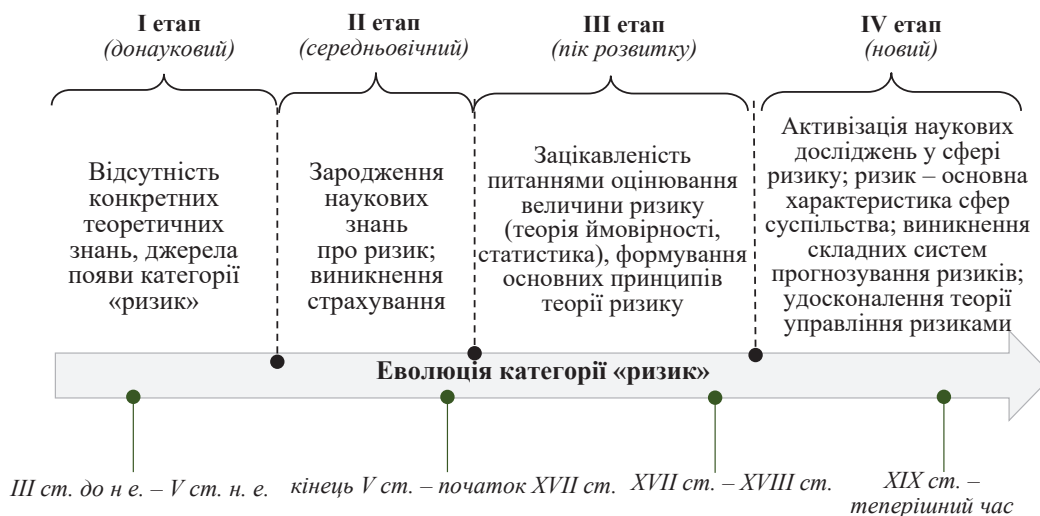 I етап
(донауковий)
II етап
(середньовічний)
III етап
(пік розвитку)
IV етап
(новий)
Відсутність
конкретних
теоретичних
знань, джерела
появи категорії
«ризик»
Зародження
наукових
знань
про ризик;
виникнення
страхування
Зацікавленість
питаннями оцінювання
величини ризику
(теорія ймовірності,
статистика), формування
основних принципів
теорії ризику
Активізація наукових
досліджень у сфері
ризику; ризик – основна
характеристика сфер
суспільства; виникнення
складних систем
прогнозування ризиків;
удосконалення теорії
управління ризиками
Еволюція категорії «ризик»
III ст. до н е. – V ст. н. е.
кінець V ст. – початок XVII ст.
XVII ст. – XVIII ст.
XIX ст. –
теперішний час